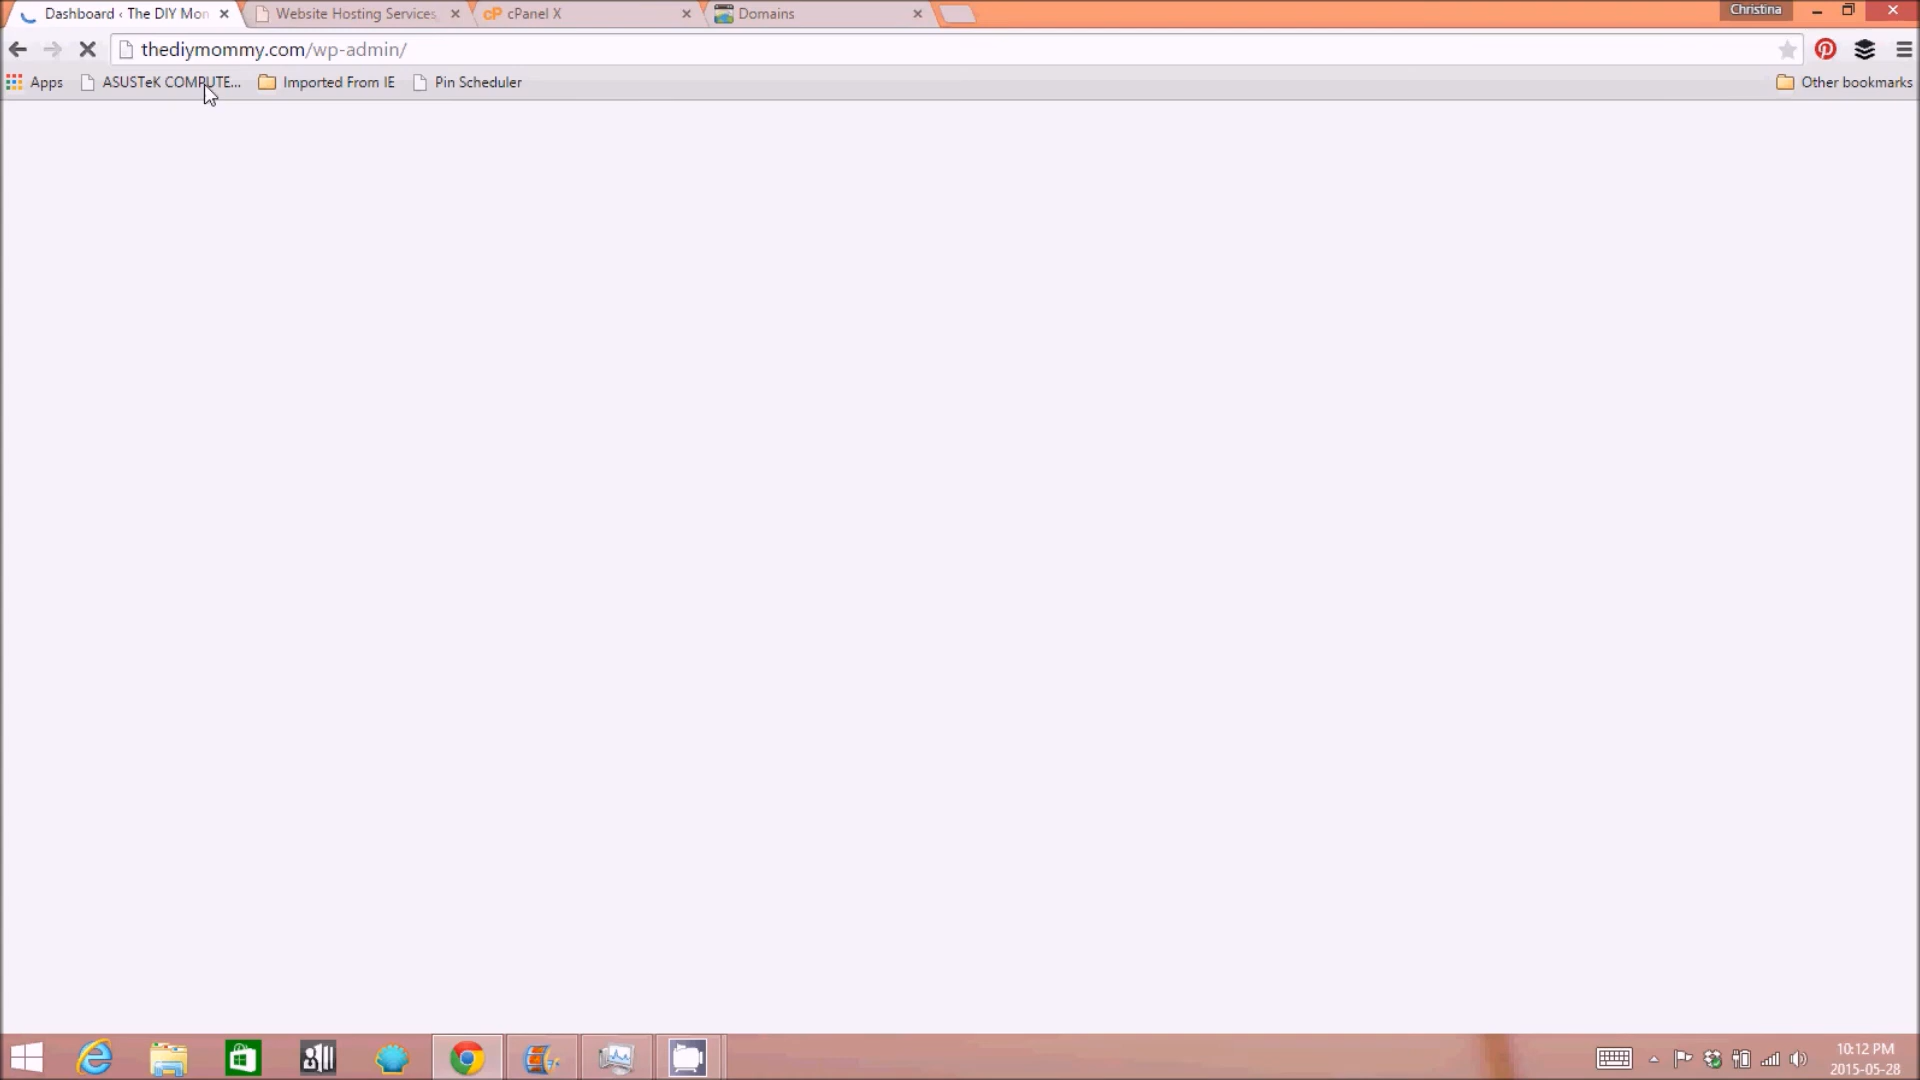 Dashboard ‹ The DIY Mon
Website Hosting Services,
cP cPanel X
Domains
Christina
thediymommy.com/wp-admin/
Apps
ASUSTeK COMPUTE...
Imported From IE
Pin Scheduler
Other bookmarks
10:12 PM
2015-05-28